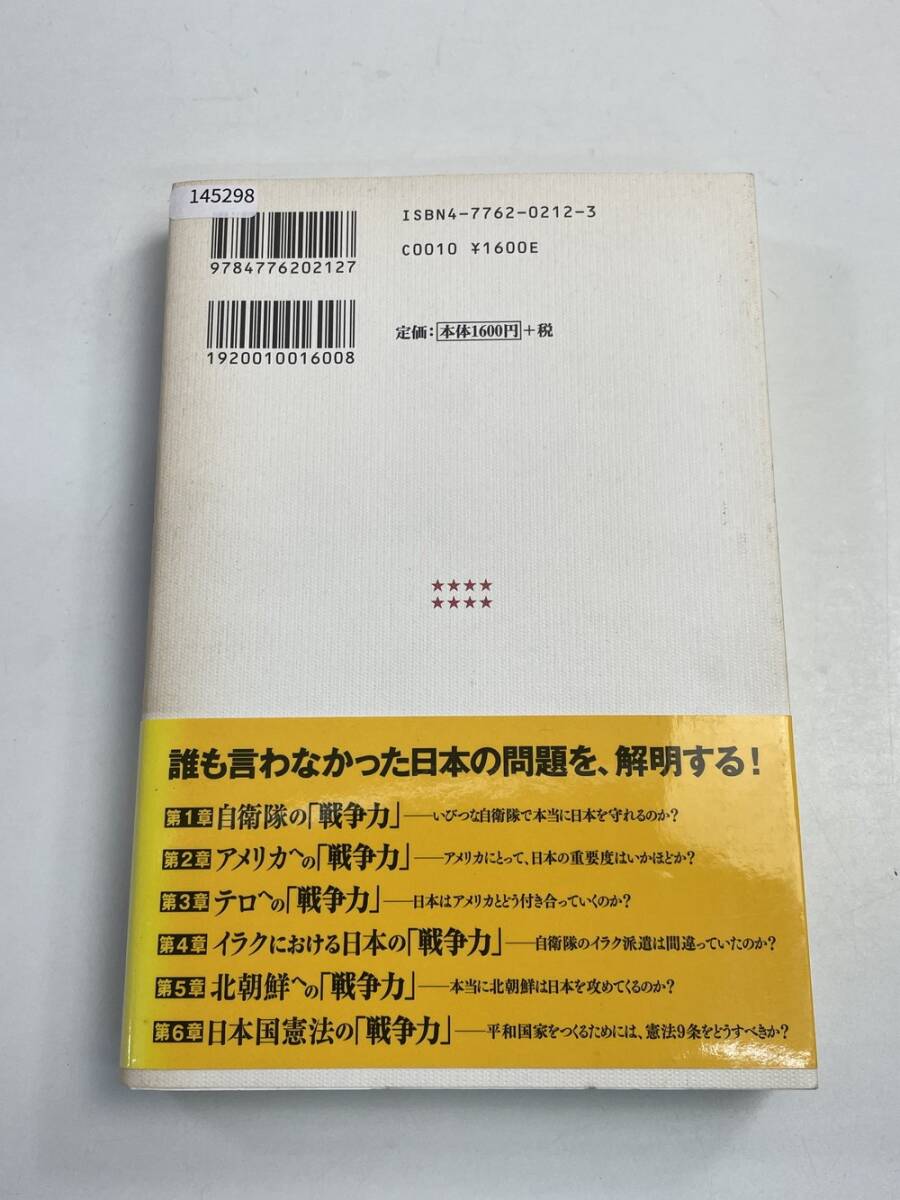 145298
ISBN4-7762-0212-3
9784776202127
C0010 ¥1600E
定価:本体1600円+税
1920010016008
★★★★
★★★★
誰も言わなかった日本の問題を、解明する!
第1章 自衛隊の「戦争力」――いびつな自衛隊で本当に日本を守れるのか?
第2章 アメリカへの「戦争力」――アメリカにとって、日本の重要度はいかほどか?
第3章 テロへの「戦争力」――日本はアメリカとどう付き合っていくのか?
第4章 イラクにおける日本の「戦争力」――自衛隊のイラク派遣は間違っていたのか?
第5章 北朝鮮への「戦争力」――本当に北朝鮮は日本を攻めてくるのか?
第6章 日本国憲法の「戦争力」――平和国家をつくるためには、憲法9条をどうすべきか?